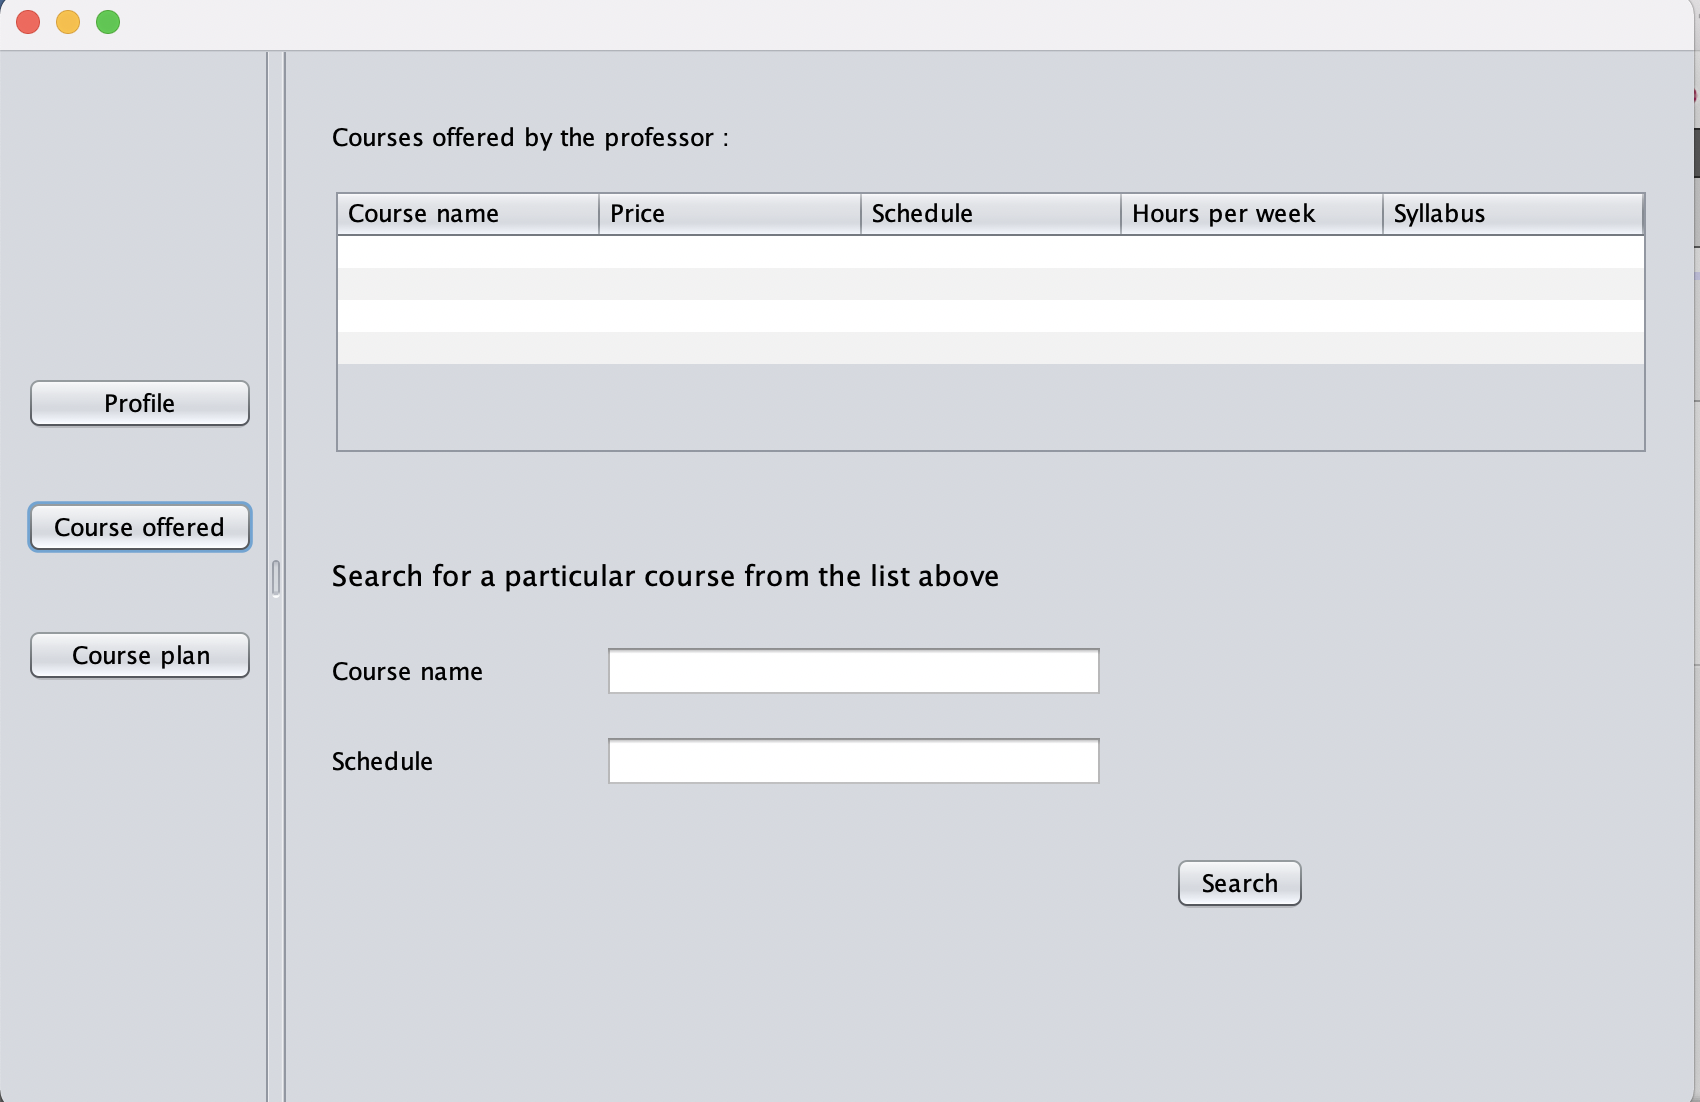 Courses offered by the professor :
Course name Price Schedule Hours per week Syllabus
Profile
Course offered
Course plan
Search for a particular course from the list above
Course name
Schedule
Search